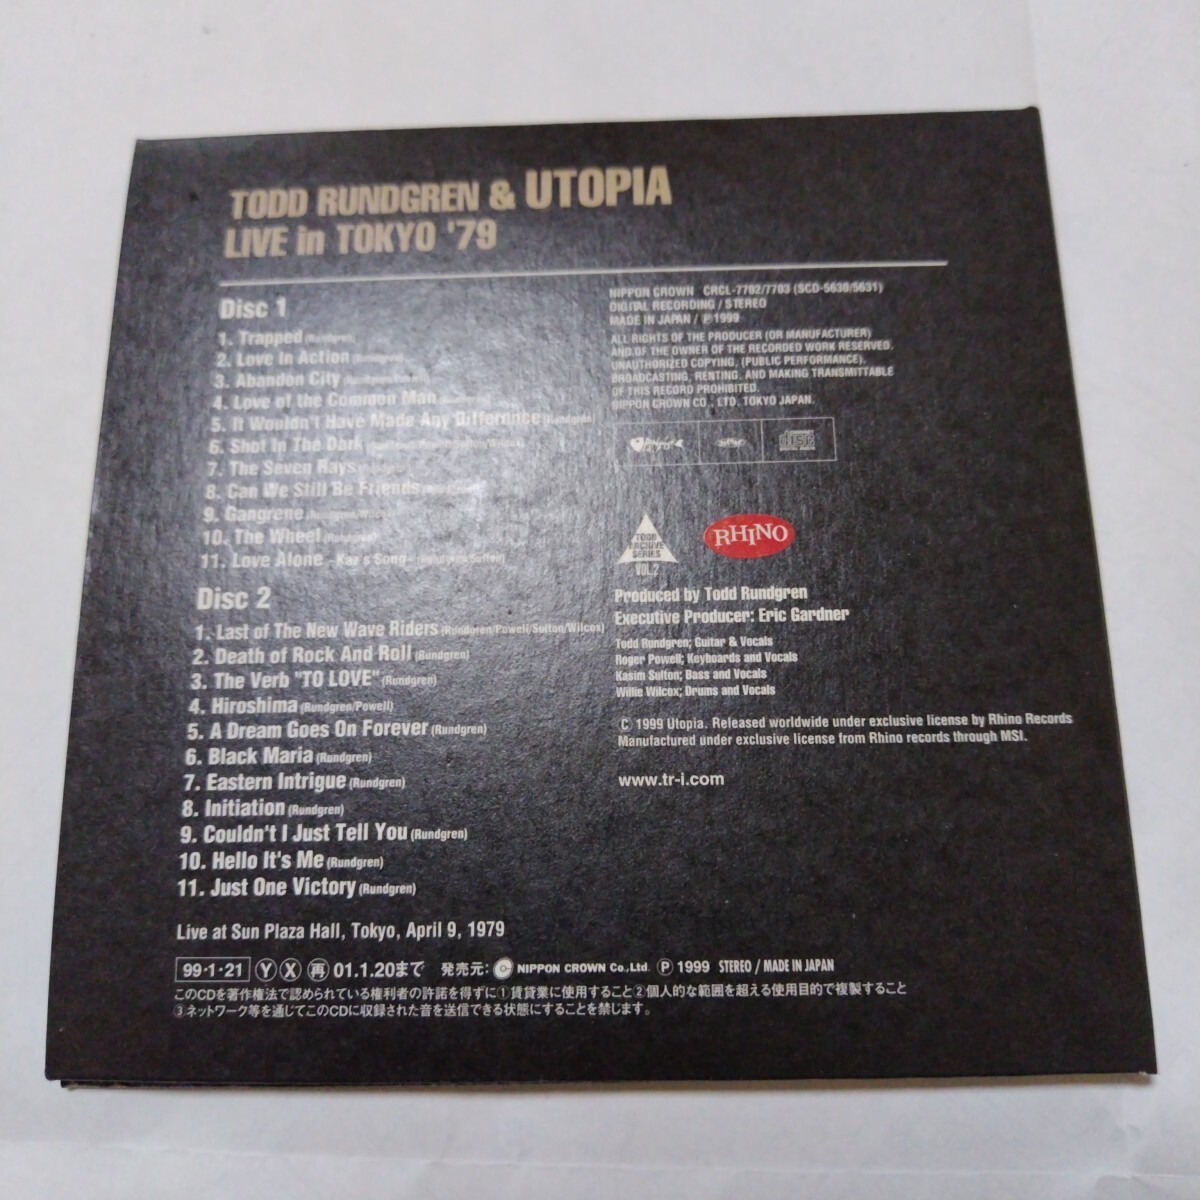 TODD RUNDGREN & UTOPIA
LIVE in TOKYO '79
Disc 1
1. Trapped (Rundgren)
2. Love In Action (Rundgren)
3. Abandon City
4. Love of the Common Man
5. It Wouldn't Have Made Any Difference (Rundgren)
6. Shot In The Dark
7. The Seven Rays
8. Can We Still Be Friends
9. Gangrene (Rundgren/Wilcox)
10. The Wheel (Rundgren)
11. Love Alone -Kaz's Song-
Disc 2
1. Last of The New Wave Riders (Rundgren/Powell/Sulton/Wilcox)
2. Death of Rock And Roll (Rundgren)
3. The Verb "TO LOVE" (Rundgren)
4. Hiroshima (Rundgren/Powell)
5. A Dream Goes On Forever (Rundgren)
6. Black Maria (Rundgren)
7. Eastern Intrigue (Rundgren)
8. Initiation (Rundgren)
9. Couldn't I Just Tell You (Rundgren)
10. Hello It's Me (Rundgren)
11. Just One Victory (Rundgren)
Live at Sun Plaza Hall, Tokyo, April 9, 1979
NIPPON CROWN CRCL-7702/7703 (SCD-5630/5631)
DIGITAL RECORDING / STEREO
MADE IN JAPAN / Ⓟ1999
ALL RIGHTS OF THE PRODUCER (OR MANUFACTURER)
AND OF THE OWNER OF THE RECORDED WORK RESERVED.
UNAUTHORIZED COPYING, (PUBLIC PERFORMANCE),
BROADCASTING, RENTING, AND MAKING TRANSMITTABLE
OF THIS RECORD PROHIBITED.
NIPPON CROWN CO., LTD. TOKYO JAPAN.
disc
TODD
ARCHIVE
SERIES
VOL.2
RHINO
Produced by Todd Rundgren
Executive Producer: Eric Gardner
Todd Rundgren; Guitar & Vocals
Roger Powell; Keyboards and Vocals
Kasim Sulton; Bass and Vocals
Willie Wilcox; Drums and Vocals
C 1999 Utopia. Released worldwide under exclusive license by Rhino Records
Manufactured under exclusive license from Rhino records through MSI.
www.tr-i.com
99・1・21 Ⓨ Ⓧ 再 01.1.20まで 発売元: NIPPON CROWN Co.,Ltd. Ⓟ 1999 STEREO / MADE IN JAPAN
このCDを著作権法で認められている権利者の許諾を得ずに①賃貸業に使用すること②個人的な範囲を超える使用目的で複製すること
③ネットワーク等を通じてこのCDに収録された音を送信できる状態にすることを禁じます。